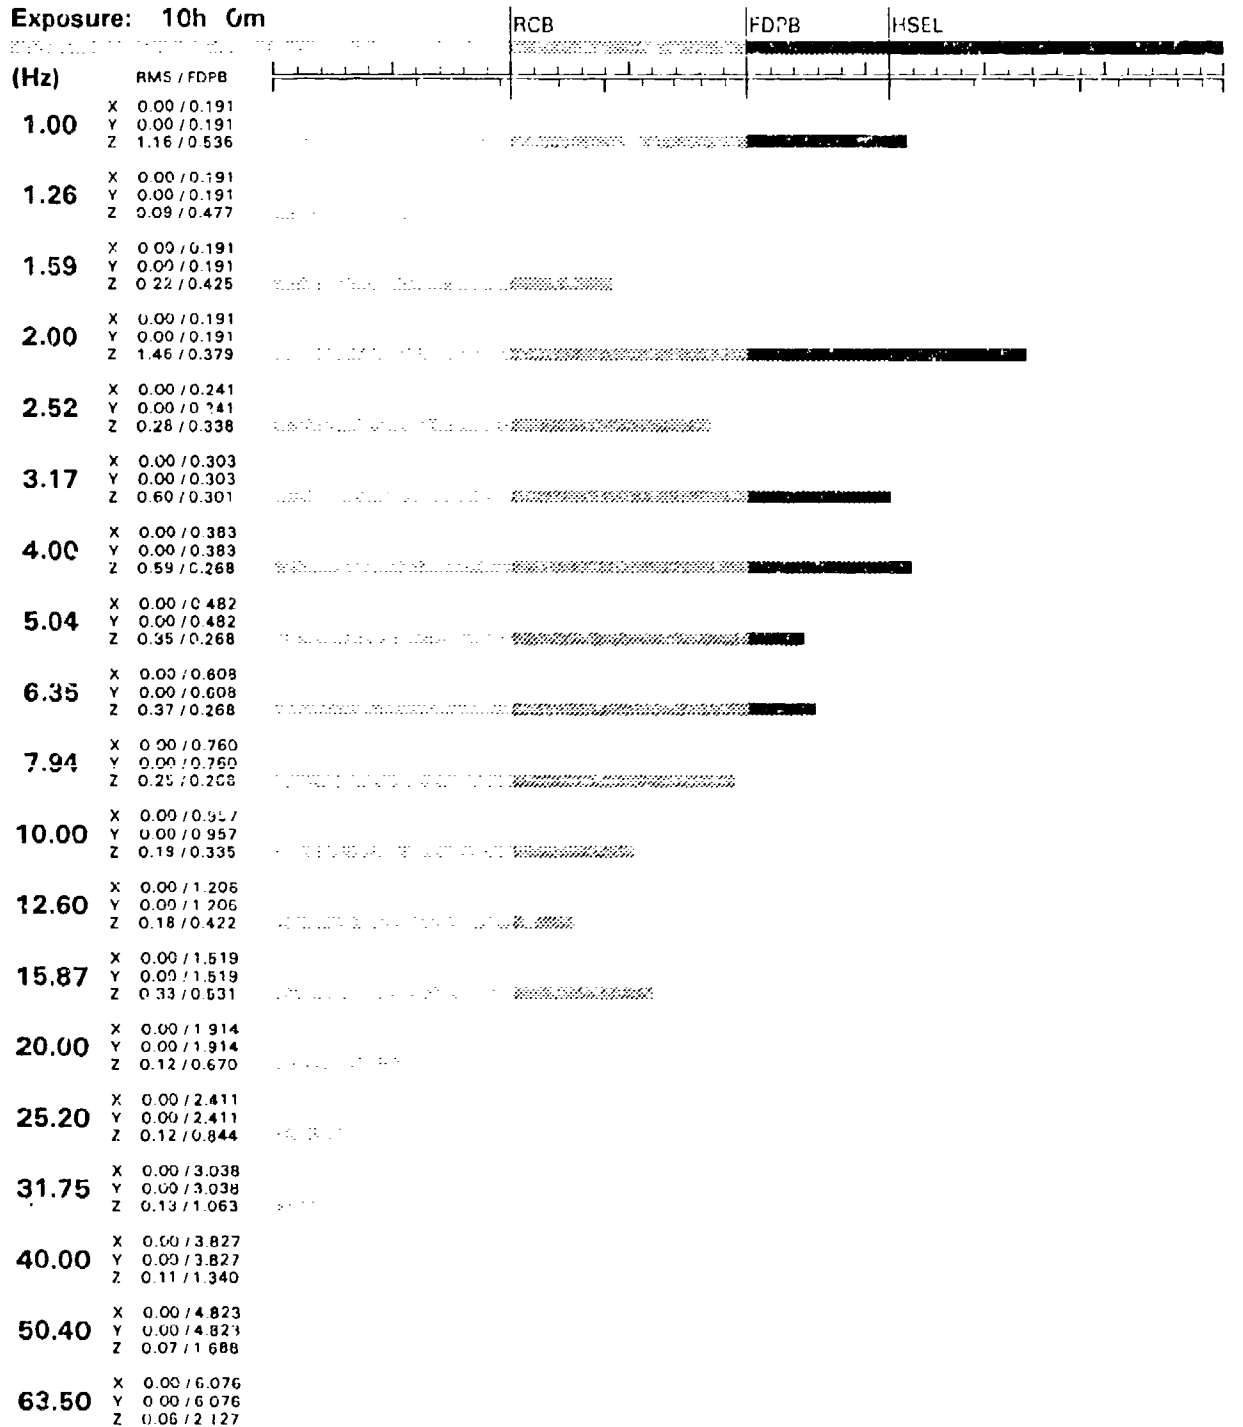 Exposure: 10h 0m
RCB FDPB HSEL
(Hz) RMS / FDPB
X 0.00 / 0.191
1.00 Y 0.00 / 0.191
Z 1.16 / 0.536
X 0.00 / 0.191
1.26 Y 0.00 / 0.191
Z 0.09 / 0.477
X 0.00 / 0.191
1.59 Y 0.00 / 0.191
Z 0.22 / 0.425
X 0.00 / 0.191
2.00 Y 0.00 / 0.191
Z 1.46 / 0.379
X 0.00 / 0.241
2.52 Y 0.00 / 0.241
Z 0.28 / 0.338
X 0.00 / 0.303
3.17 Y 0.00 / 0.303
Z 0.60 / 0.301
X 0.00 / 0.383
4.00 Y 0.00 / 0.383
Z 0.59 / 0.268
X 0.00 / 0.482
5.04 Y 0.00 / 0.482
Z 0.35 / 0.268
X 0.00 / 0.608
6.35 Y 0.00 / 0.608
Z 0.37 / 0.268
X 0.00 / 0.760
7.94 Y 0.00 / 0.760
Z 0.25 / 0.268
X 0.00 / 0.957
10.00 Y 0.00 / 0.957
Z 0.19 / 0.335
X 0.00 / 1.206
12.60 Y 0.00 / 1.206
Z 0.18 / 0.422
X 0.00 / 1.519
15.87 Y 0.00 / 1.519
Z 0.33 / 0.531
X 0.00 / 1.914
20.00 Y 0.00 / 1.914
Z 0.12 / 0.670
X 0.00 / 2.411
25.20 Y 0.00 / 2.411
Z 0.12 / 0.844
X 0.00 / 3.038
31.75 Y 0.00 / 3.038
Z 0.13 / 1.063
X 0.00 / 3.827
40.00 Y 0.00 / 3.827
Z 0.11 / 1.340
X 0.00 / 4.823
50.40 Y 0.00 / 4.823
Z 0.07 / 1.688
X 0.00 / 6.076
63.50 Y 0.00 / 6.076
Z 0.06 / 2.127